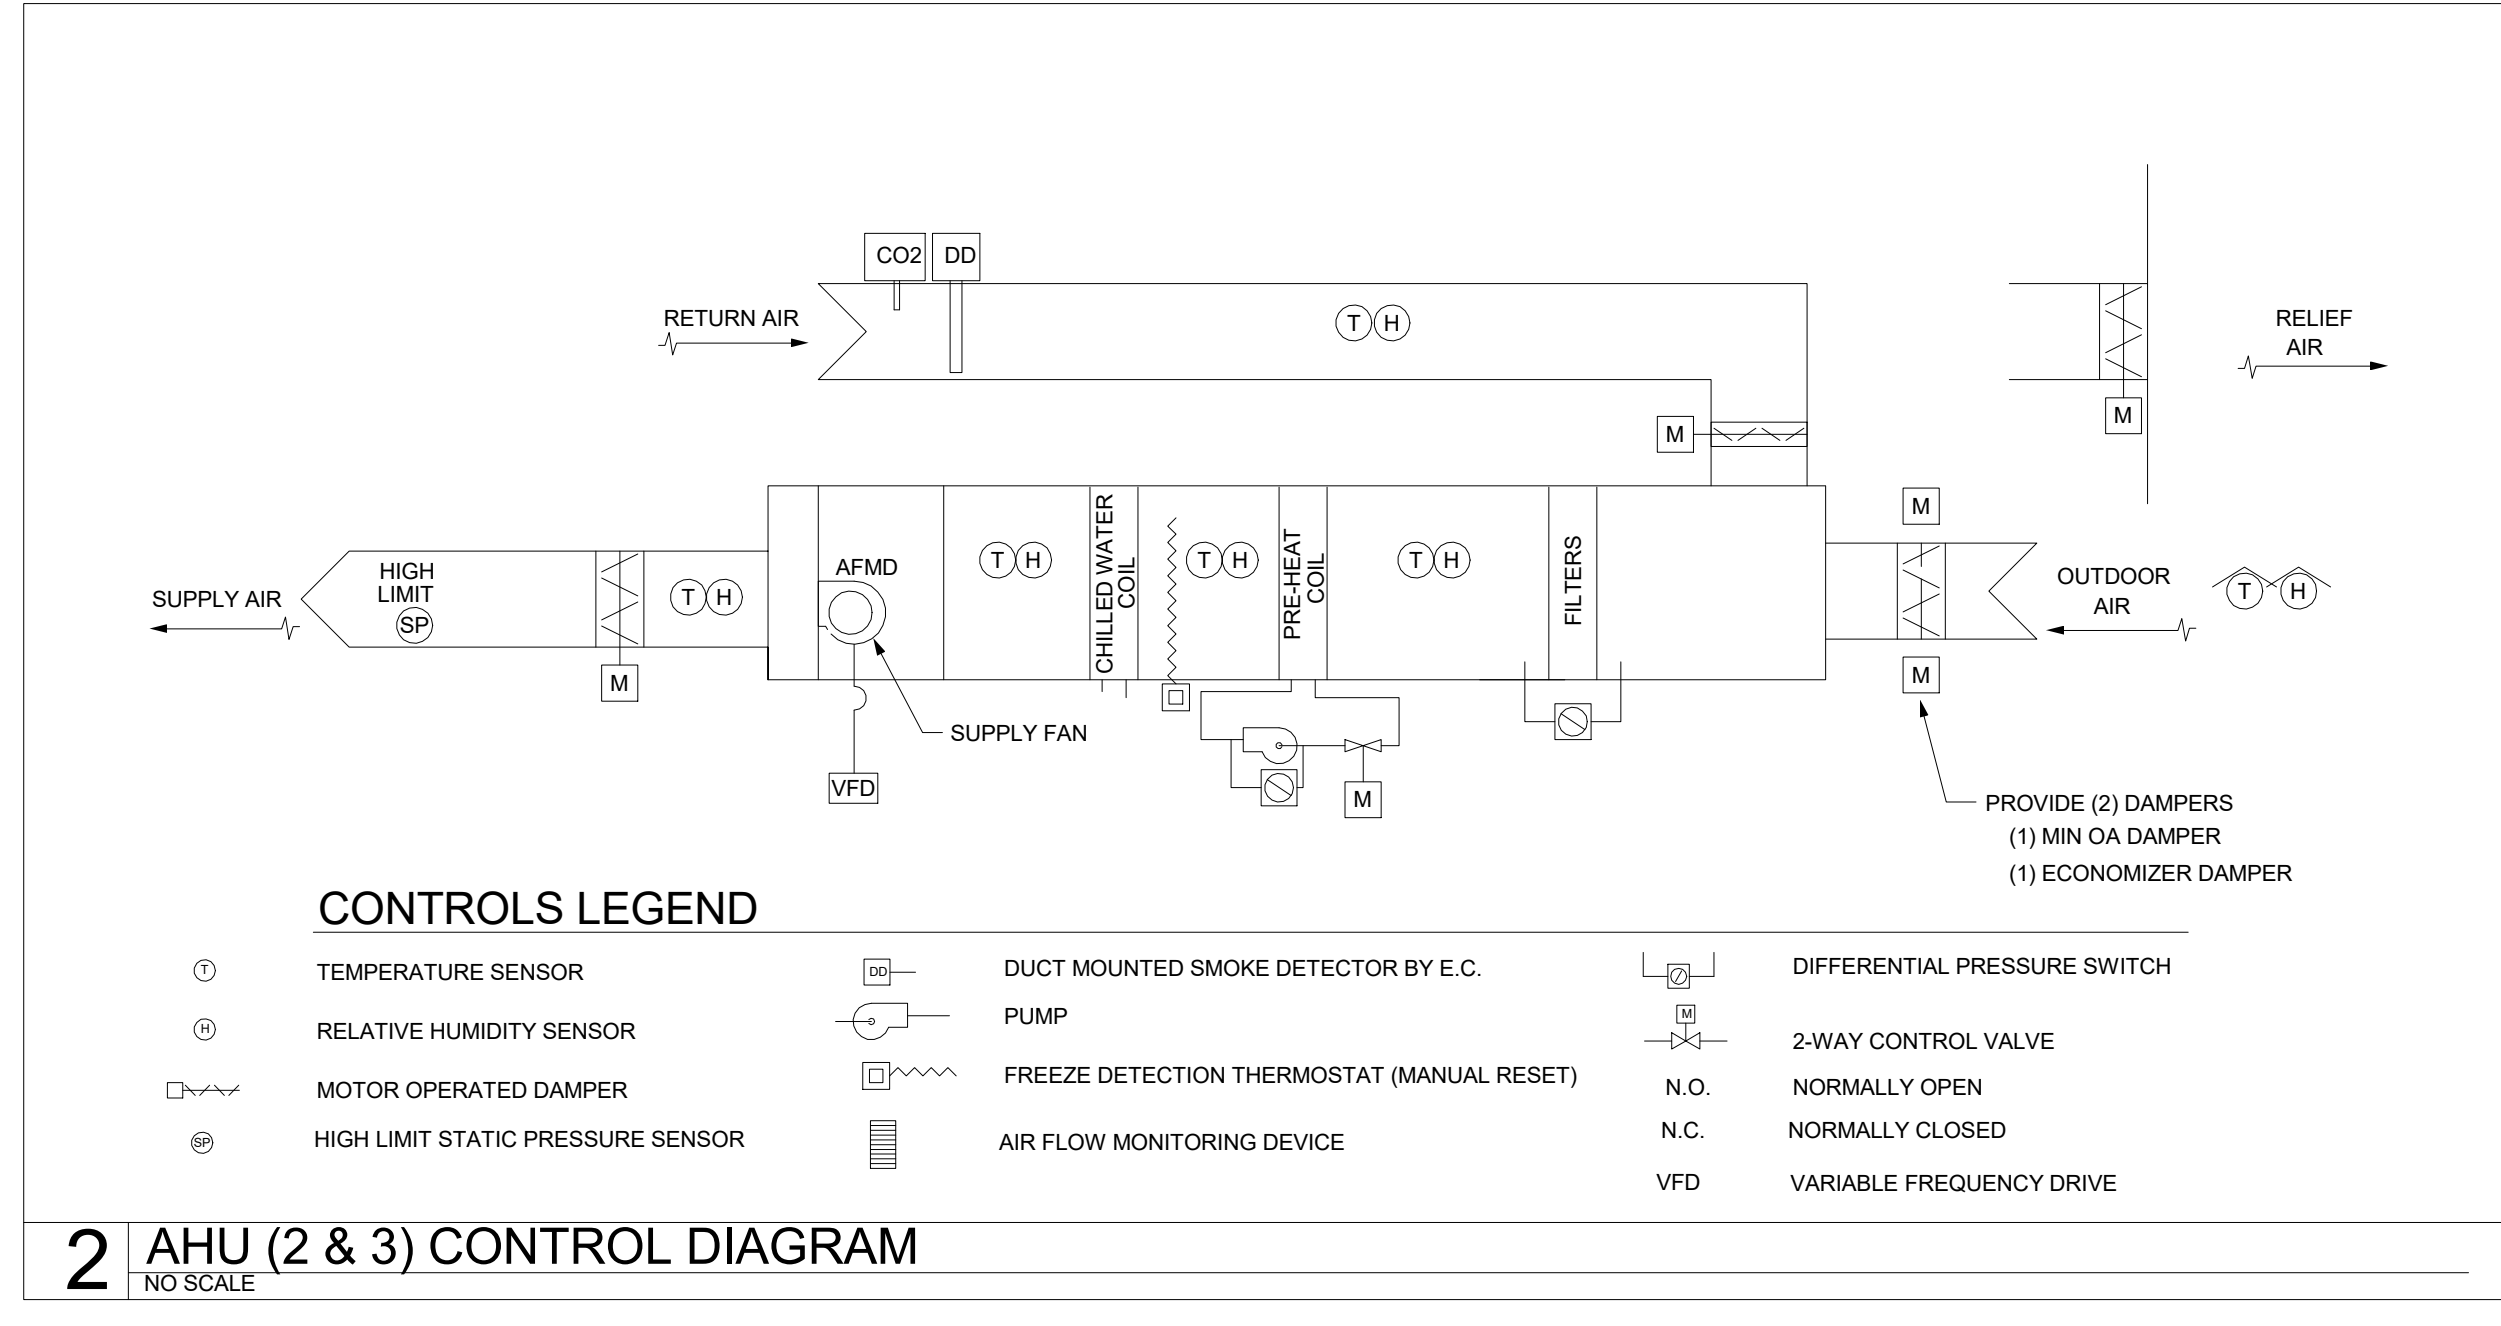 CO2
DD
RETURN AIR
T
H
RELIEF
AIR
M
M
M
CHILLED WATER
COIL
PRE-HEAT
COIL
FILTERS
HIGH
LIMIT
SP
SUPPLY AIR
T
H
AFMD
T
H
T
H
T
H
OUTDOOR
AIR
T
H
M
M
SUPPLY FAN
VFD
M
PROVIDE (2) DAMPERS
(1) MIN OA DAMPER
(1) ECONOMIZER DAMPER
CONTROLS LEGEND
T
TEMPERATURE SENSOR
H
RELATIVE HUMIDITY SENSOR
MOTOR OPERATED DAMPER
SP
HIGH LIMIT STATIC PRESSURE SENSOR
DD
DUCT MOUNTED SMOKE DETECTOR BY E.C.
PUMP
FREEZE DETECTION THERMOSTAT (MANUAL RESET)
AIR FLOW MONITORING DEVICE
DIFFERENTIAL PRESSURE SWITCH
M
2-WAY CONTROL VALVE
N.O.
NORMALLY OPEN
N.C.
NORMALLY CLOSED
VFD
VARIABLE FREQUENCY DRIVE
2
AHU (2 & 3) CONTROL DIAGRAM
NO SCALE